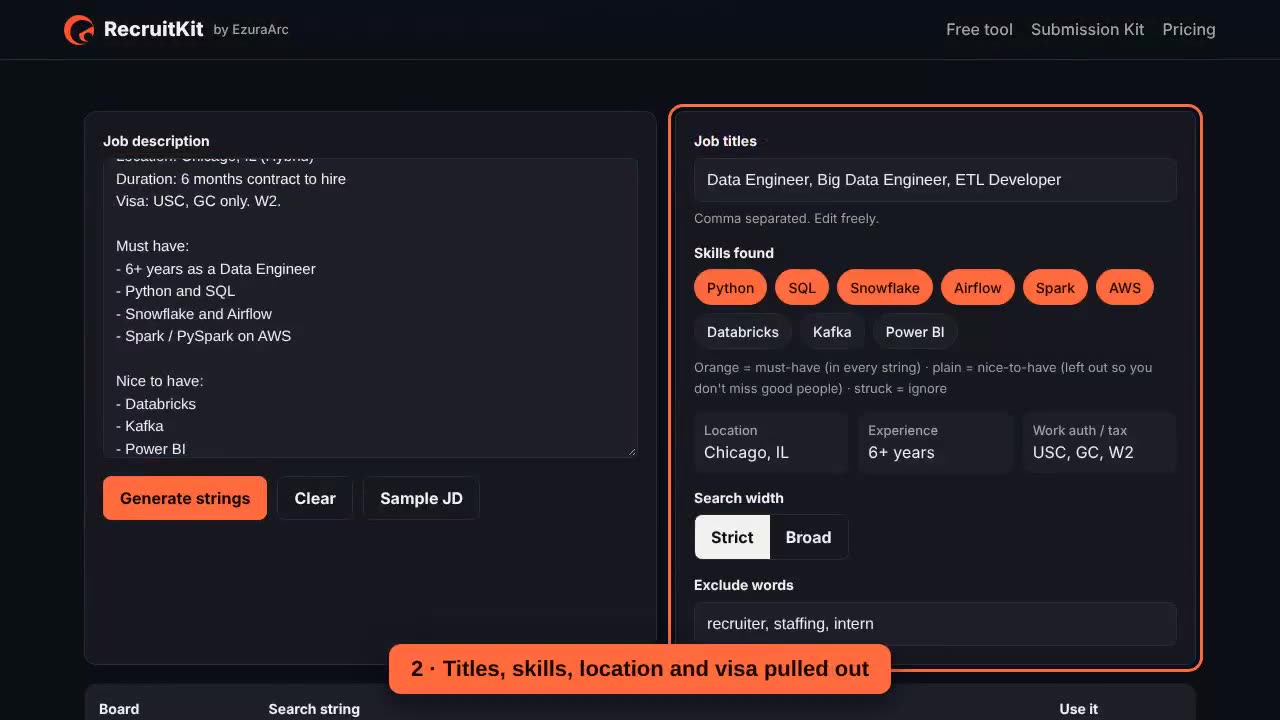 RecruitKit by EzuraArc
Free tool Submission Kit Pricing
Job description
Location: Chicago, IL (Hybrid)
Duration: 6 months contract to hire
Visa: USC, GC only. W2.
Must have:
- 6+ years as a Data Engineer
- Python and SQL
- Snowflake and Airflow
- Spark / PySpark on AWS
Nice to have:
- Databricks
- Kafka
- Power BI
Generate strings Clear Sample JD
Job titles
Data Engineer, Big Data Engineer, ETL Developer
Comma separated. Edit freely.
Skills found
Python SQL Snowflake Airflow Spark AWS
Databricks Kafka Power BI
Orange = must-have (in every string) · plain = nice-to-have (left out so you
don't miss good people) · struck = ignore
Location Experience Work auth / tax
Chicago, IL 6+ years USC, GC, W2
Search width
Strict Broad
Exclude words
recruiter, staffing, intern
2 · Titles, skills, location and visa pulled out
Board Search string Use it